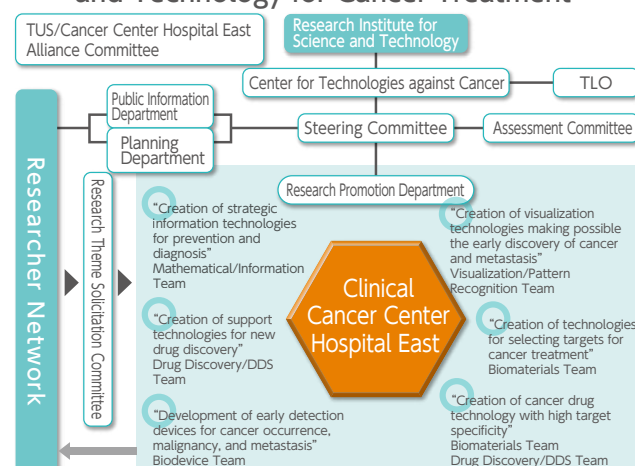 and Technology for Cancer Treatment
TUS/Cancer Center Hospital East
Alliance Committee
Research Institute for
Science and Technology
Center for Technologies against Cancer
TLO
Public Information
Department
Planning
Department
Steering Committee
Assessment Committee
Research Promotion Department
Researcher Network
Research Theme Solicitation Committee
"Creation of strategic
information technologies
for prevention and
diagnosis"
Mathematical/Information
Team
"Creation of support
technologies for new
drug discovery"
Drug Discovery/DDS
Team
"Development of early detection
devices for cancer occurrence,
malignancy, and metastasis"
Biodevice Team
Clinical
Cancer Center
Hospital East
"Creation of visualization
technologies making possible
the early discovery of cancer
and metastasis"
Visualization/Pattern
Recognition Team
"Creation of technologies
for selecting targets for
cancer treatment"
Biomaterials Team
"Creation of cancer drug
technology with high target
specificity"
Biomaterials Team
Drug Discovery/DDS Team